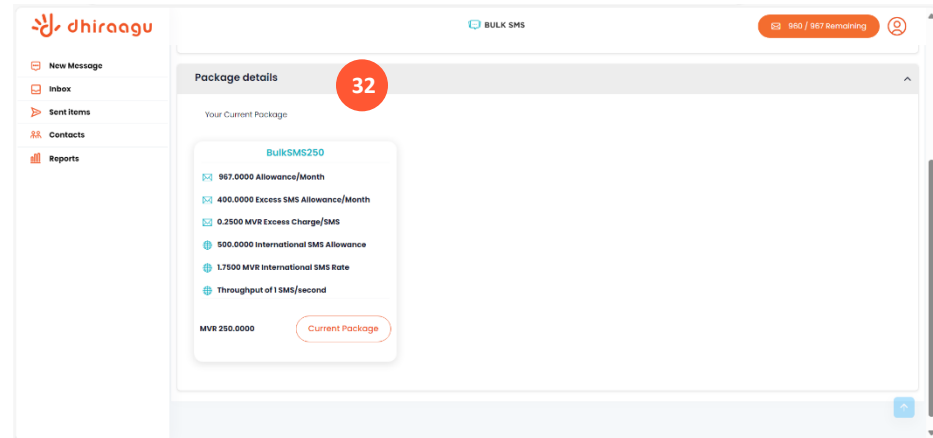 dhiraagu
BULK SMS
960 / 967 Remaining
New Message
Inbox
Sent items
Contacts
Reports
Package details
32
Your Current Package
BulkSMS250
967.0000 Allowance/Month
400.0000 Excess SMS Allowance/Month
0.2500 MVR Excess Charge/SMS
500.0000 International SMS Allowance
1.7500 MVR International SMS Rate
Throughput of 1 SMS/second
MVR 250.0000
Current Package